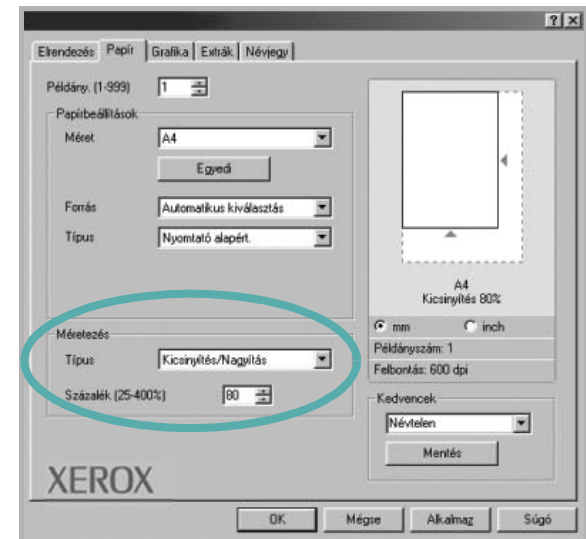 ? ×
Elrendezés Papír Grafika Extrák Névjegy
Példány. (1-999) 1
Papírbeállítások
Méret A4
Egyedi
Forrás Automatikus kiválasztás
Típus Nyomtató alapért.
A4
Kicsinyítés 80%
mm inch
Példányszám: 1
Felbontás: 600 dpi
Méretezés
Típus Kicsinyítés/Nagyítás
Százalék (25-400%) 80
Kedvencek
Névtelen
Mentés
XEROX
OK Mégse Alkalmaz Súgó